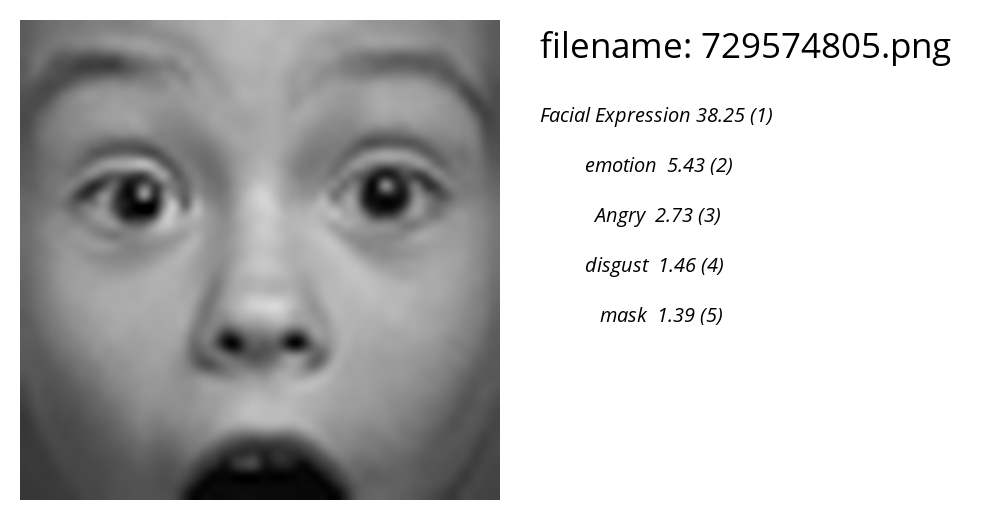 filename: 729574805.png
Facial Expression 38.25 (1)
emotion 5.43 (2)
Angry 2.73 (3)
disgust 1.46 (4)
mask 1.39 (5)